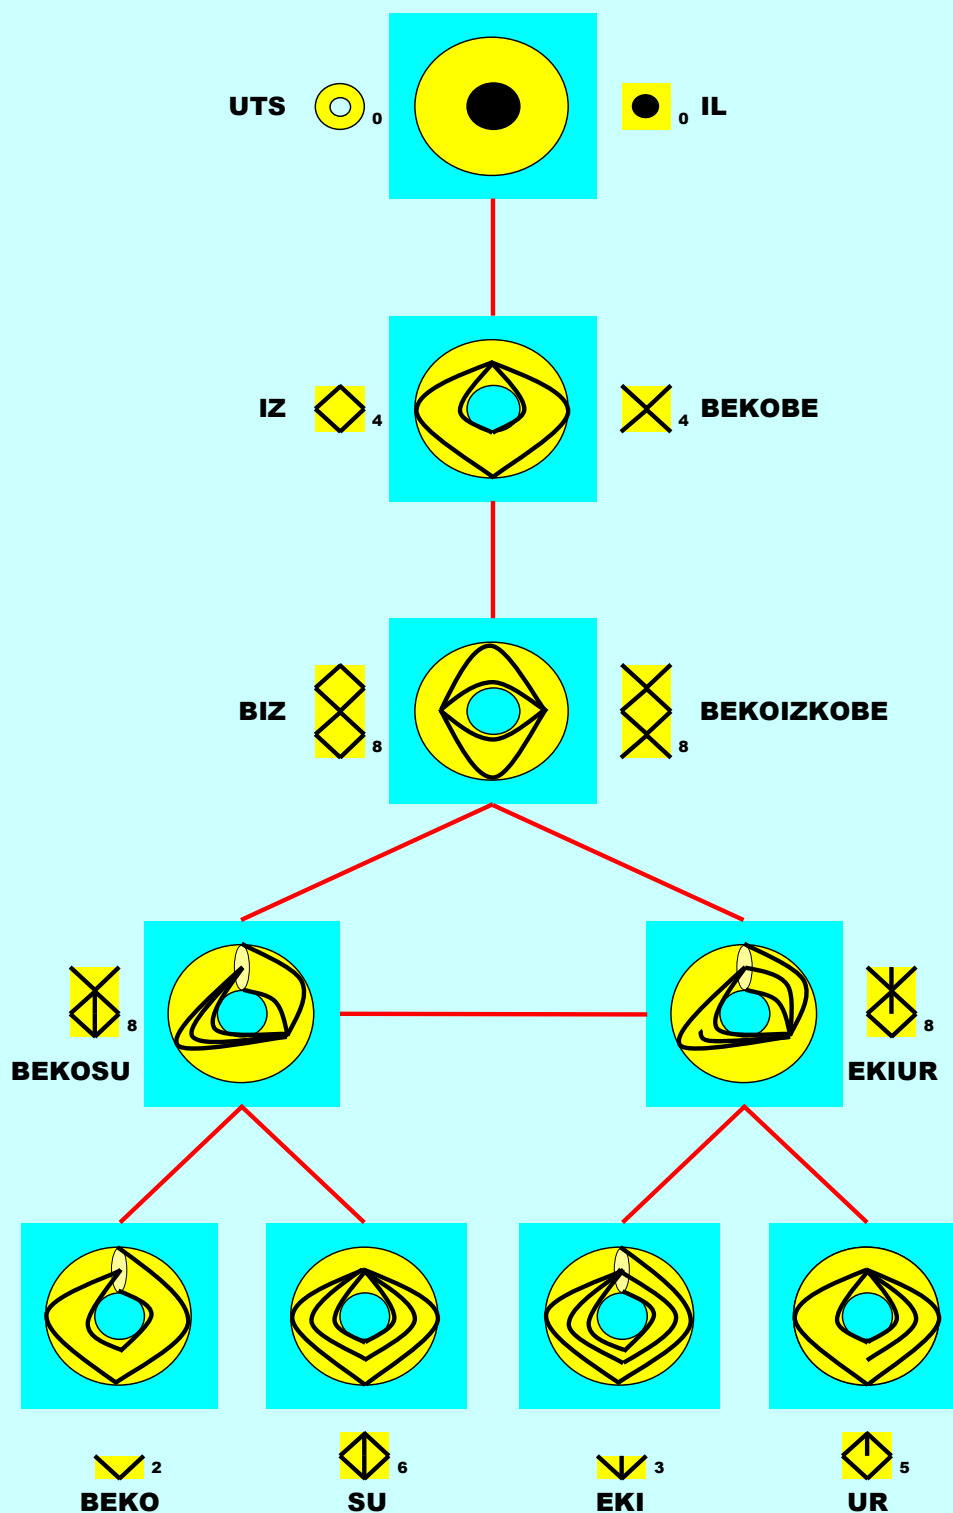 UTS 0 0 IL
IZ 4 4 BEKOBE
BIZ 8 8 BEKOIZKOBE
8 8
BEKOSU EKIUR
2 6 3 5
BEKO SU EKI UR